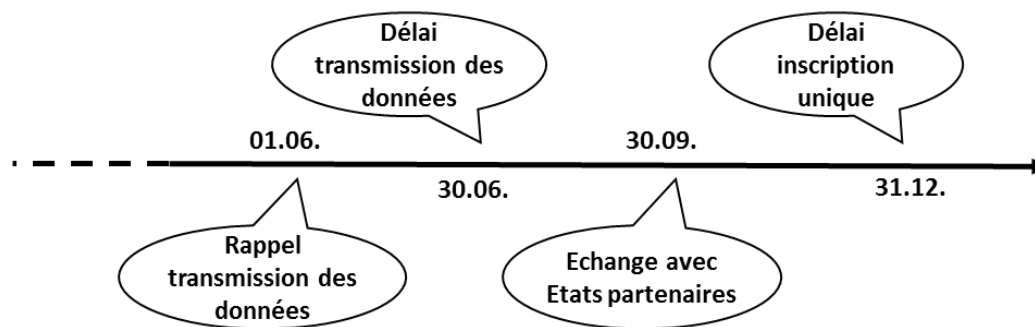 Délai
transmission des
données
Délai
inscription
unique
01.06.
30.09.
30.06.
31.12.
Rappel
transmission des
données
Echange avec
Etats partenaires